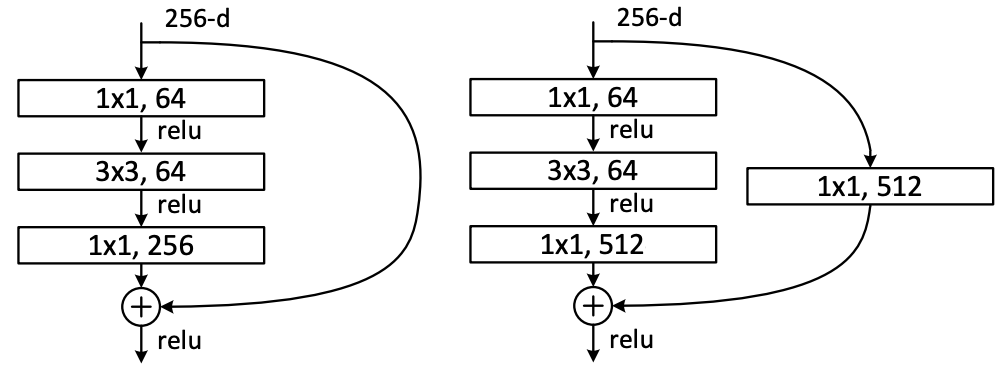 256-d
1x1, 64
relu
3x3, 64
relu
1x1, 256
+
relu
256-d
1x1, 64
relu
3x3, 64
relu
1x1, 512
1x1, 512
+
relu